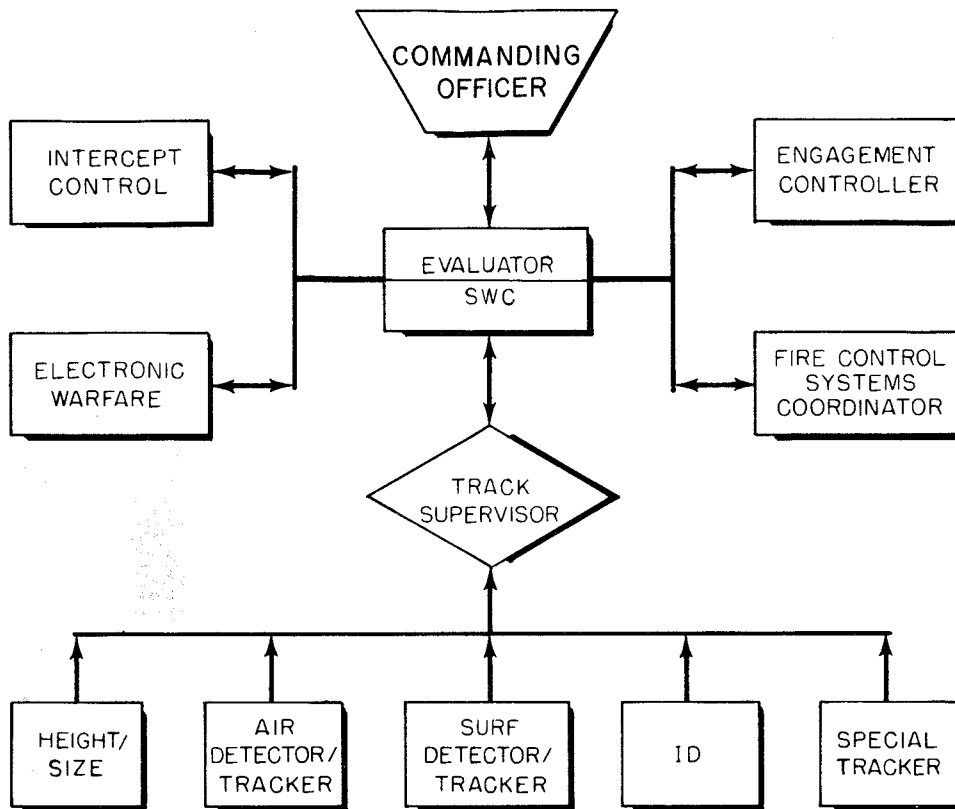 COMMANDING
OFFICER
INTERCEPT
CONTROL
ENGAGEMENT
CONTROLLER
EVALUATOR
SWC
ELECTRONIC
WARFARE
FIRE CONTROL
SYSTEMS
COORDINATOR
TRACK
SUPERVISOR
HEIGHT/
SIZE
AIR
DETECTOR/
TRACKER
SURF
DETECTOR/
TRACKER
ID
SPECIAL
TRACKER